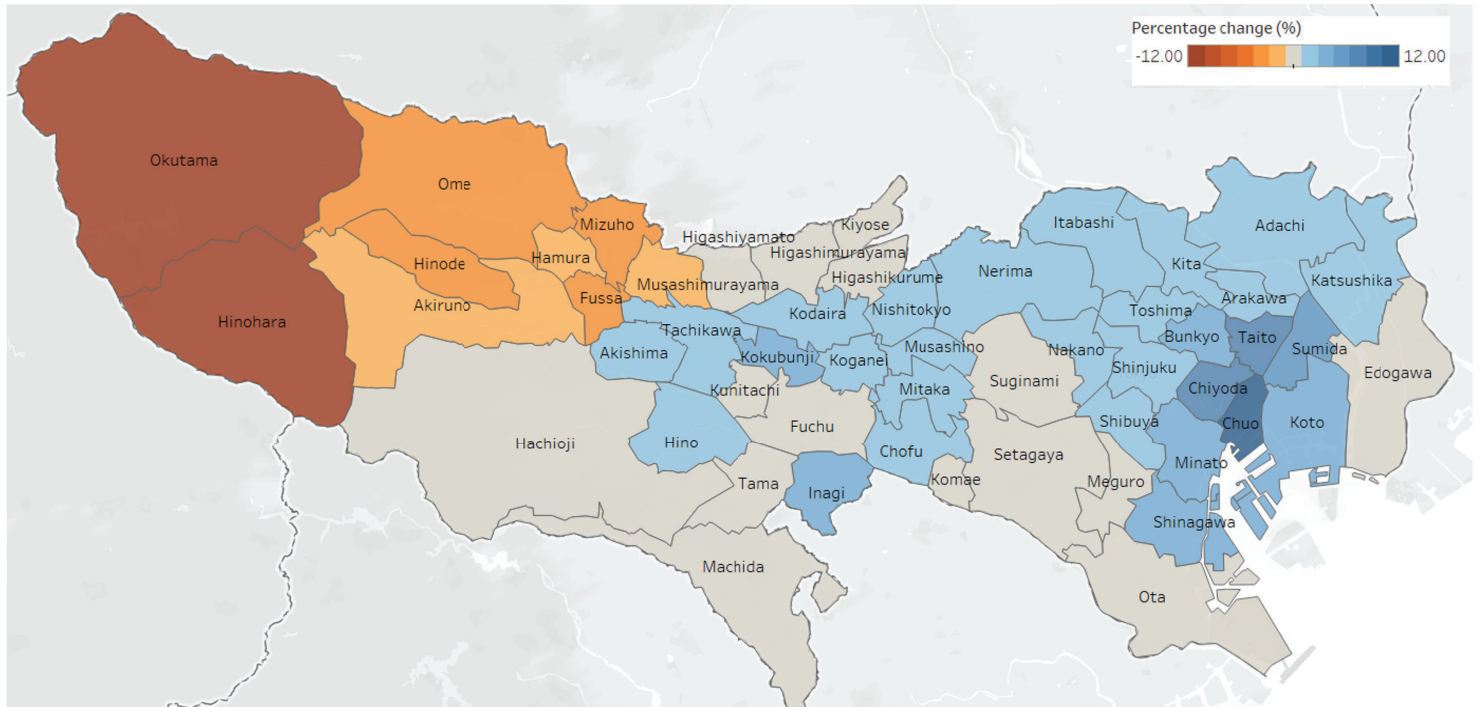 Percentage change (%)
-12.00 12.00
Okutama
Ome
Mizuho
Higashiyamato
Kiyose
Higashimurayama
Itabashi
Adachi
Hinode
Hamura
Musashimurayama
Higashikurume
Nerima
Kita
Katsushika
Akiruno
Fussa
Hinohara
Kodaira
Nishitokyo
Toshima
Arakawa
Tachikawa
Bunkyo
Taito
Sumida
Akishima
Kokubunji
Koganei
Musashino
Nakano
Shinjuku
Edogawa
Kunitachi
Mitaka
Suginami
Chiyoda
Hachioji
Hino
Fuchu
Chofu
Setagaya
Shibuya
Chuo
Koto
Tama
Inagi
Komae
Meguro
Minato
Shinagawa
Machida
Ota